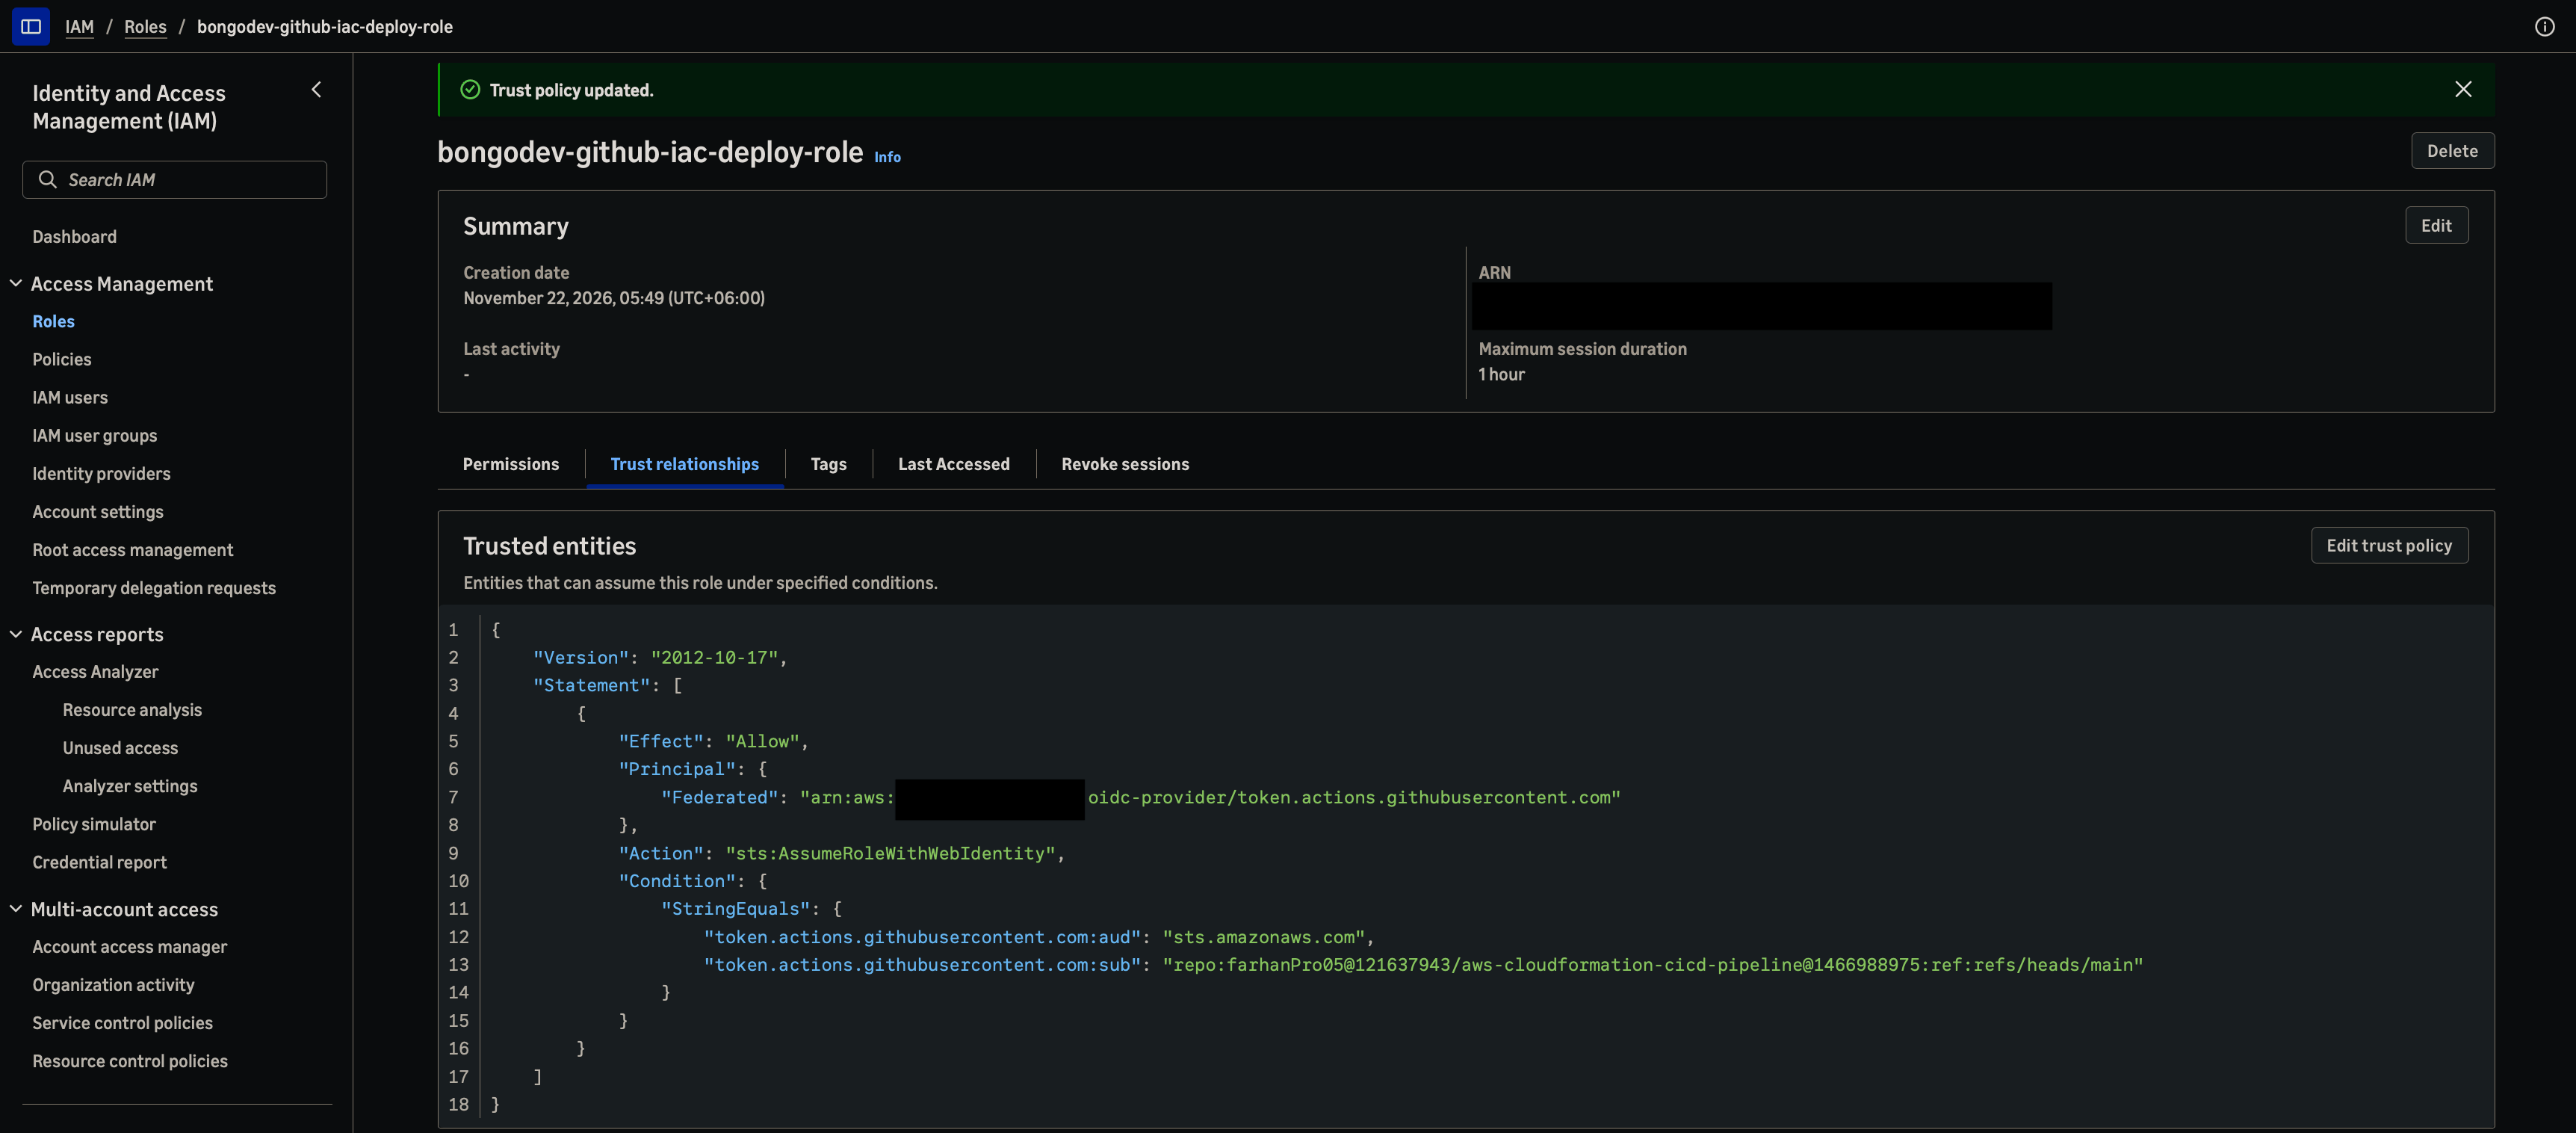 IAM / Roles / bongodev-github-iac-deploy-role
Identity and Access Management (IAM)
Search IAM
Dashboard
Access Management
Roles
Policies
IAM users
IAM user groups
Identity providers
Account settings
Root access management
Temporary delegation requests
Access reports
Access Analyzer
Resource analysis
Unused access
Analyzer settings
Policy simulator
Credential report
Multi-account access
Account access manager
Organization activity
Service control policies
Resource control policies
Trust policy updated.
bongodev-github-iac-deploy-role Info
Delete
Summary
Edit
Creation date
November 22, 2026, 05:49 (UTC+06:00)
ARN
Last activity
-
Maximum session duration
1 hour
Permissions
Trust relationships
Tags
Last Accessed
Revoke sessions
Trusted entities
Edit trust policy
Entities that can assume this role under specified conditions.
1 {
2 "Version": "2012-10-17",
3 "Statement": [
4 {
5 "Effect": "Allow",
6 "Principal": {
7 "Federated": "arn:aws: oidc-provider/token.actions.githubusercontent.com"
8 },
9 "Action": "sts:AssumeRoleWithWebIdentity",
10 "Condition": {
11 "StringEquals": {
12 "token.actions.githubusercontent.com:aud": "sts.amazonaws.com",
13 "token.actions.githubusercontent.com:sub": "repo:farhanPro05@121637943/aws-cloudformation-cicd-pipeline@1466988975:ref:refs/heads/main"
14 }
15 }
16 }
17 ]
18 }